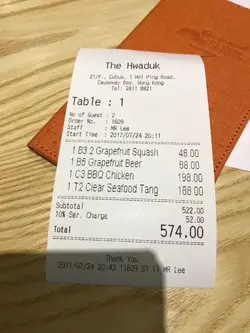 The Hwaduk
21/F., Cubus, 1 Hoi Ping Road,
Causeway Bay, Hong Kong
Tel: 2811 0821
Table : 1
No of Guest : 2
Order No. : 1609
Staff : MR Lee
Start Time : 2017/07/24 20:11
1 B3 2 Grapefruit Squash 48.00
1 B5 Grapefruit Beer 88.00
1 C3 BBQ Chicken 198.00
1 T2 Clear Seafood Tang 188.00
Subtotal 522.00
10% Ser. Charge 52.00
Total 574.00
Thank You
2017/07/24 20:43 11609 ST 11 MR Lee